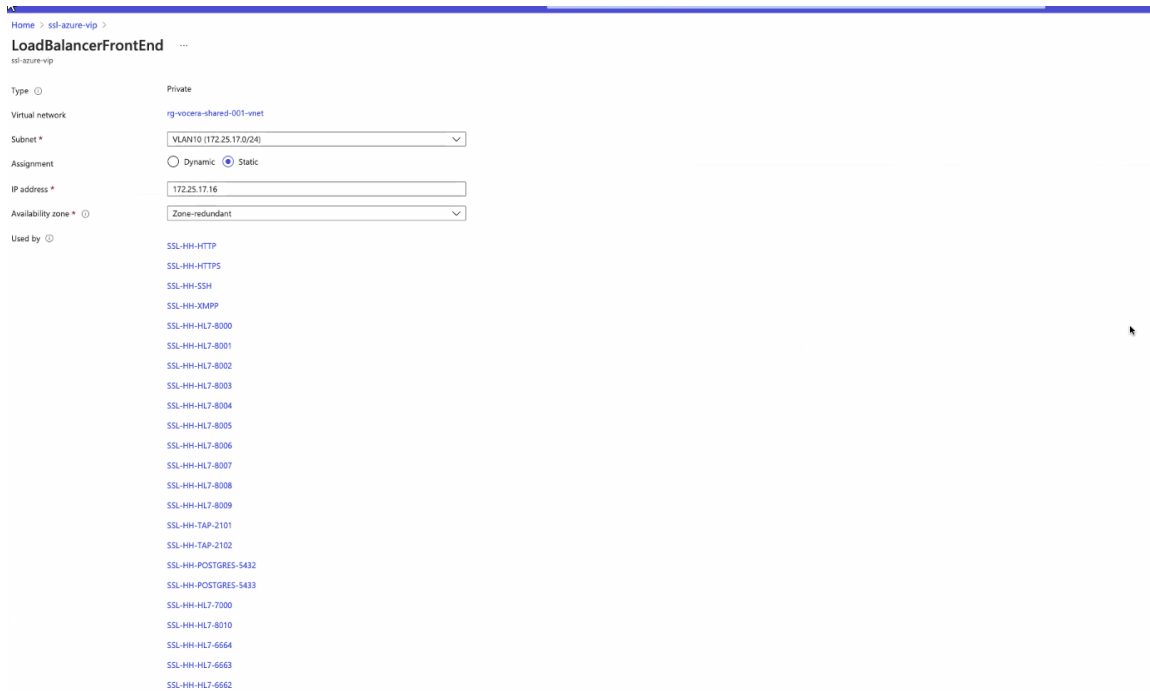 Home > ssl-azure-vip >
LoadBalancerFrontEnd ...
ssl-azure-vip
Type Private
Virtual network rg-vocera-shared-001-vnet
Subnet * VLAN10 (172.25.17.0/24)
Assignment Dynamic Static
IP address * 172.25.17.16
Availability zone * Zone-redundant
Used by
SSL-HH-HTTP
SSL-HH-HTTPS
SSL-HH-SSH
SSL-HH-XMPP
SSL-HH-HL7-8000
SSL-HH-HL7-8001
SSL-HH-HL7-8002
SSL-HH-HL7-8003
SSL-HH-HL7-8004
SSL-HH-HL7-8005
SSL-HH-HL7-8006
SSL-HH-HL7-8007
SSL-HH-HL7-8008
SSL-HH-HL7-8009
SSL-HH-TAP-2101
SSL-HH-TAP-2102
SSL-HH-POSTGRES-5432
SSL-HH-POSTGRES-5433
SSL-HH-HL7-7000
SSL-HH-HL7-8010
SSL-HH-HL7-6664
SSL-HH-HL7-6663
SSL-HH-HL7-6662